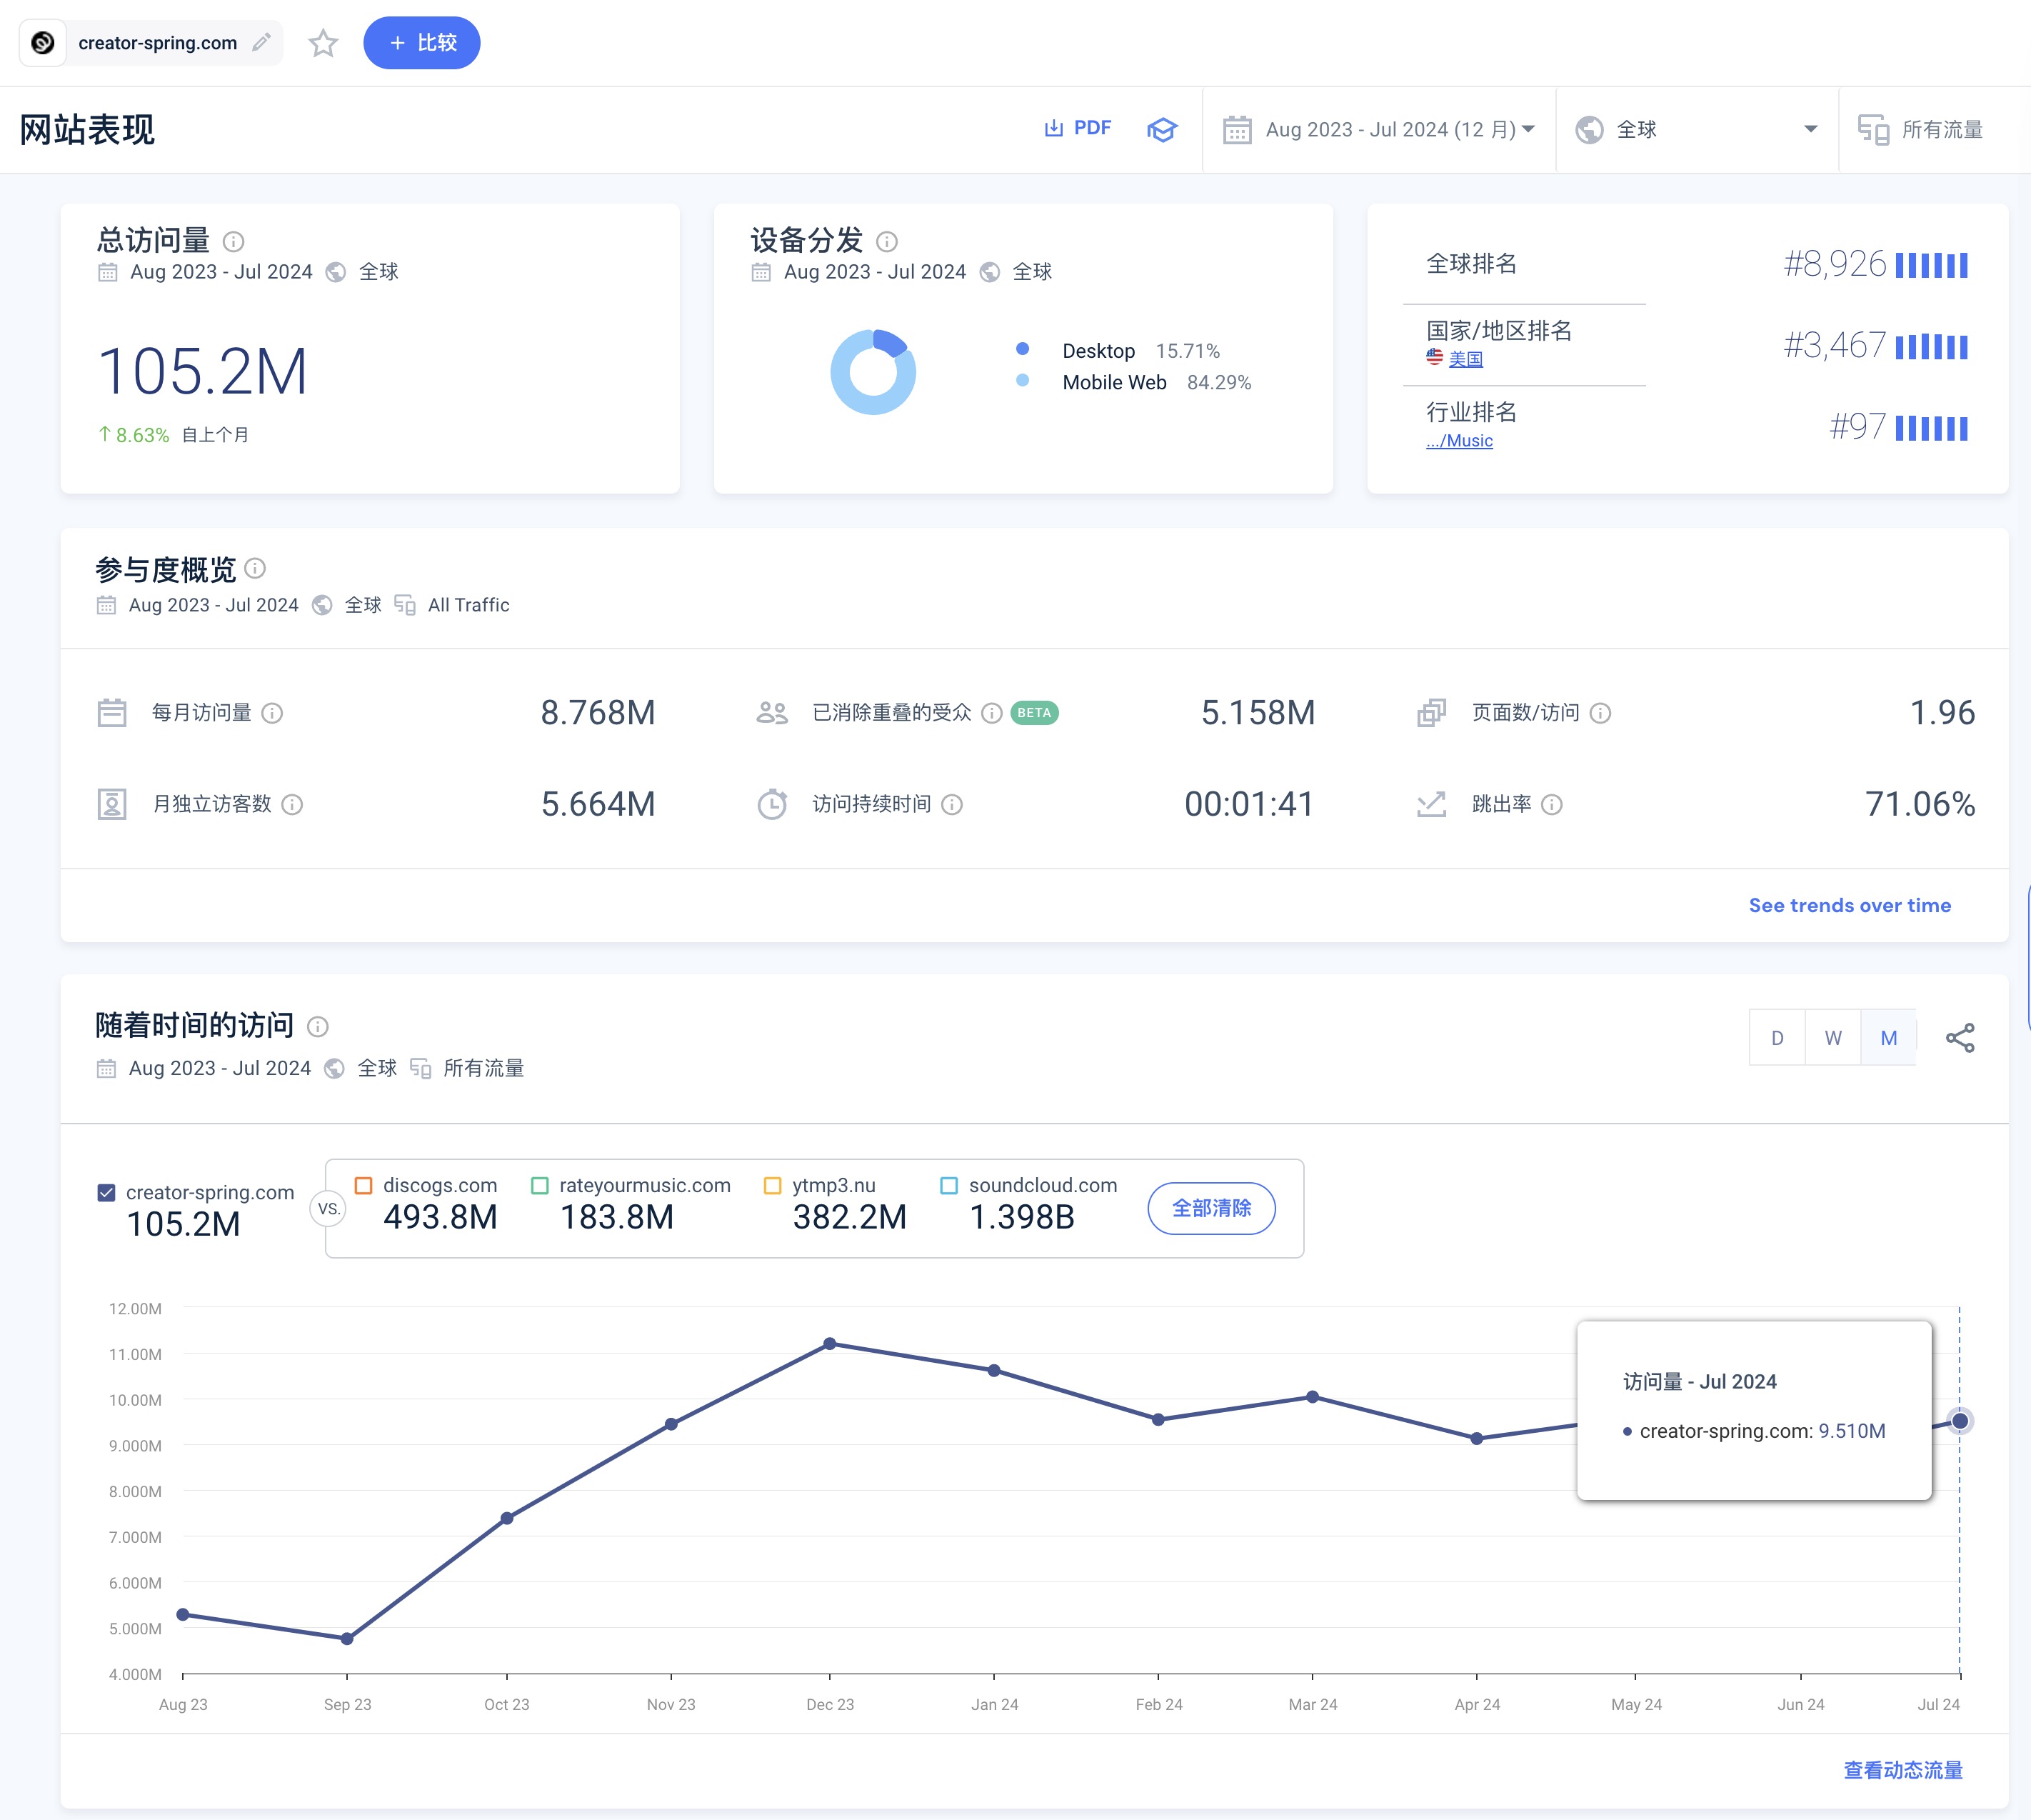 creator-spring.com
+ 比较
网站表现
PDF
Aug 2023 - Jul 2024 (12 月)
全球
所有流量
总访问量
Aug 2023 - Jul 2024 全球
105.2M
↑ 8.63% 自上个月
设备分发
Aug 2023 - Jul 2024 全球
Desktop 15.71%
Mobile Web 84.29%
全球排名 #8,926
国家/地区排名 #3,467
美国
行业排名 #97
.../Music
参与度概览
Aug 2023 - Jul 2024 全球 All Traffic
每月访问量 8.768M
已消除重叠的受众 BETA 5.158M
页面数/访问 1.96
月独立访客数 5.664M
访问持续时间 00:01:41
跳出率 71.06%
See trends over time
随着时间的访问
Aug 2023 - Jul 2024 全球 所有流量
D W M
creator-spring.com
105.2M
VS.
discogs.com
493.8M
rateyourmusic.com
183.8M
ytmp3.nu
382.2M
soundcloud.com
1.398B
全部清除
12.00M
11.00M
10.00M
9.000M
8.000M
7.000M
6.000M
5.000M
4.000M
访问量 - Jul 2024
creator-spring.com: 9.510M
Aug 23 Sep 23 Oct 23 Nov 23 Dec 23 Jan 24 Feb 24 Mar 24 Apr 24 May 24 Jun 24 Jul 24
查看动态流量